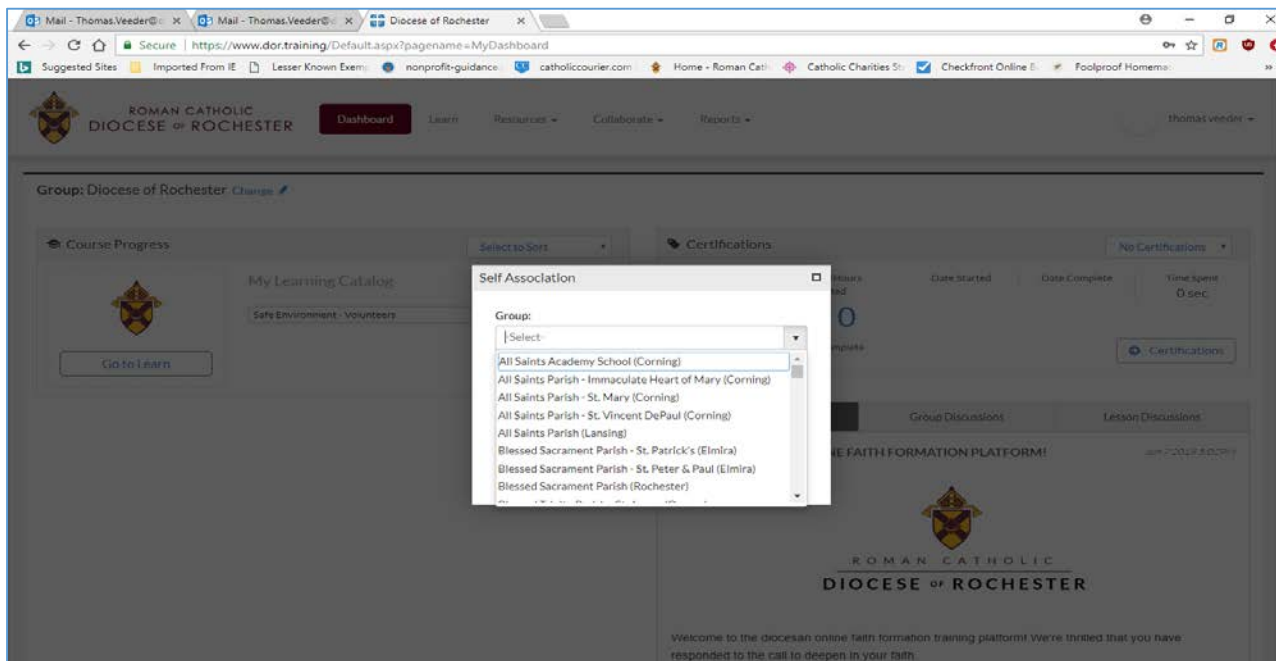 Mail - Thomas.Veeder@ Mail - Thomas.Veeder@ Diocese of Rochester
Secure https://www.dor.training/Default.aspx?pagename=MyDashboard
Suggested Sites Imported From IE Lesser Known Exem nonprofit-guidance catholiccourier.com Home - Roman Cath Catholic Charities St Checkfront Online Foolproof Homema
ROMAN CATHOLIC
DIOCESE OF ROCHESTER
Dashboard Learn Resources Collaborate Reports thomas veeder
Group: Diocese of Rochester Change
Course Progress Select to Sort
My Learning Catalog
Safe Environment - Volunteers
Go to Learn
Certifications No Certifications
Hours Date Started Date Complete Time Spent
0 sec
0
Certifications
Self Association
Group:
-Select-
All Saints Academy School (Corning)
All Saints Parish - Immaculate Heart of Mary (Corning)
All Saints Parish - St. Mary (Corning)
All Saints Parish - St. Vincent DePaul (Corning)
All Saints Parish (Lansing)
Blessed Sacrament Parish - St. Patrick's (Elmira)
Blessed Sacrament Parish - St. Peter & Paul (Elmira)
Blessed Sacrament Parish (Rochester)
Group Discussions Lesson Discussions
FAITH FORMATION PLATFORM!
ROMAN CATHOLIC
DIOCESE OF ROCHESTER
Welcome to the diocesan online faith formation training platform! We're thrilled that you have
responded to the call to deepen in your faith.